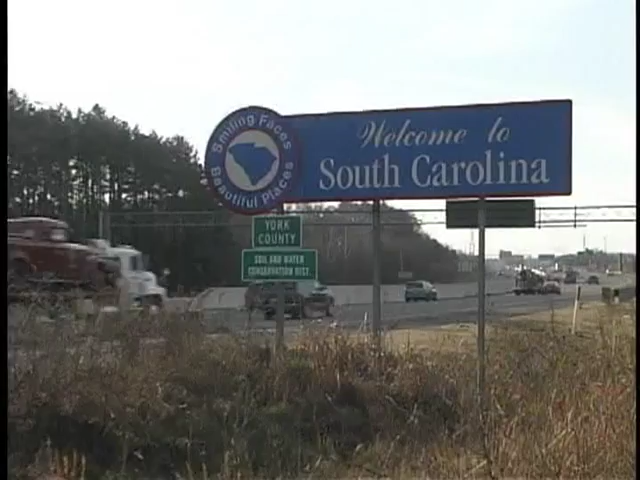 Smiling Faces
Beautiful Places
Welcome to
South Carolina
YORK
COUNTY
SOIL AND WATER
CONSERVATION DIST